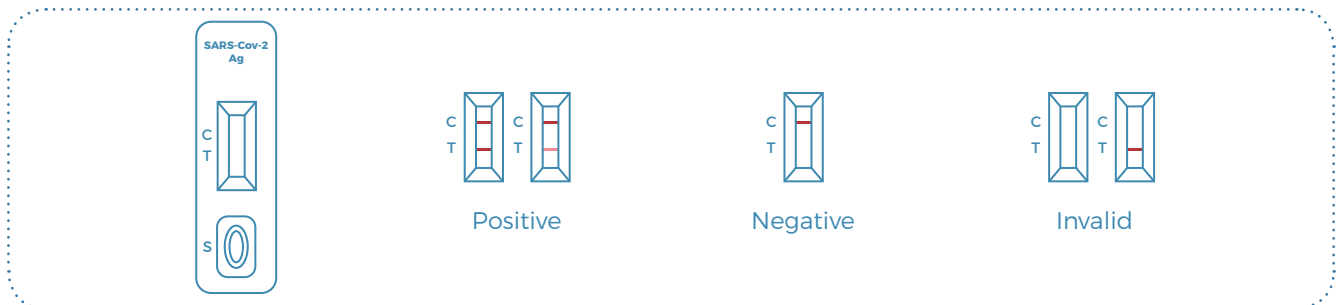 SARS-Cov-2
Ag
C
T
S
C C
T T
Positive
C
T
Negative
C C
T T
Invalid